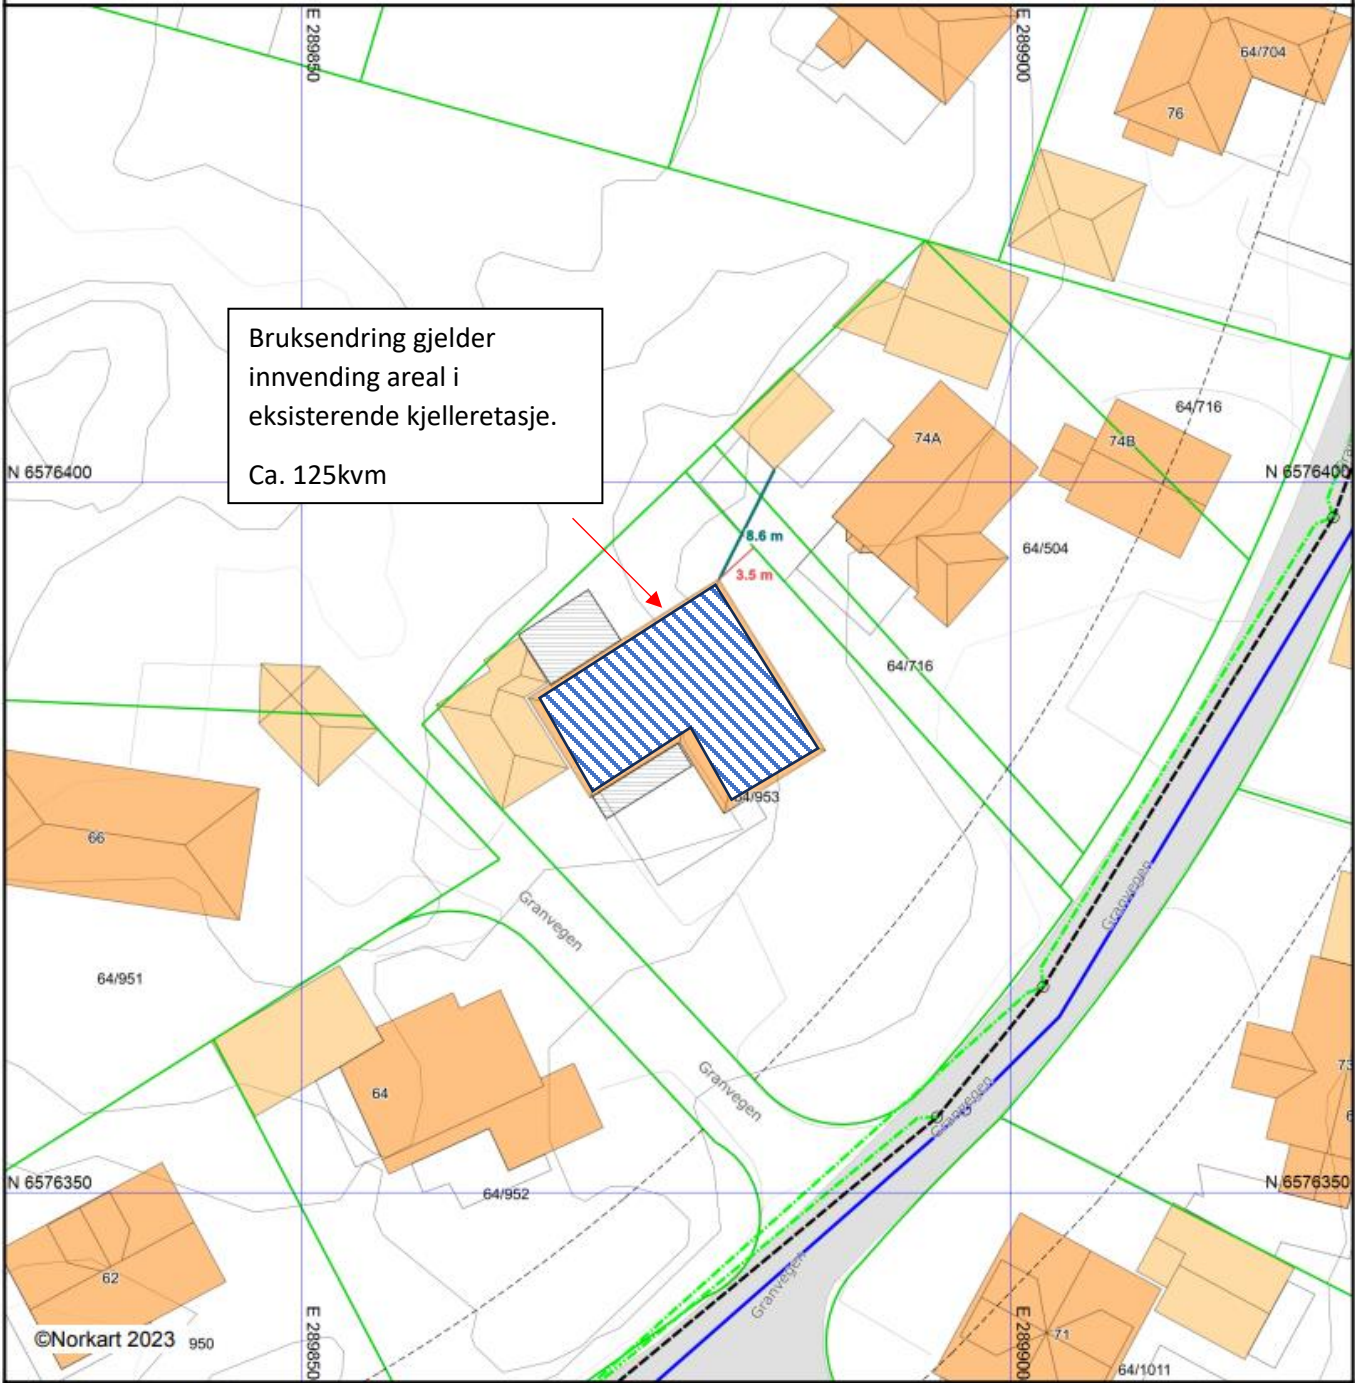 E 289850
E 289900
64/704
76
Bruksendring gjelder
innvending areal i
eksisterende kjelleretasje.
Ca. 125kvm
64/716
74A
74B
N 6576400
N 6576400
8.6 m
64/504
3.5 m
64/716
64/953
66
Granvegen
Granvegen
64/951
64
Granvegen
Granvegen
73
N 6576350
N 6576350
64/952
62
Granvegen
E 289850
E 289900
71
©Norkart 2023
950
64/1011